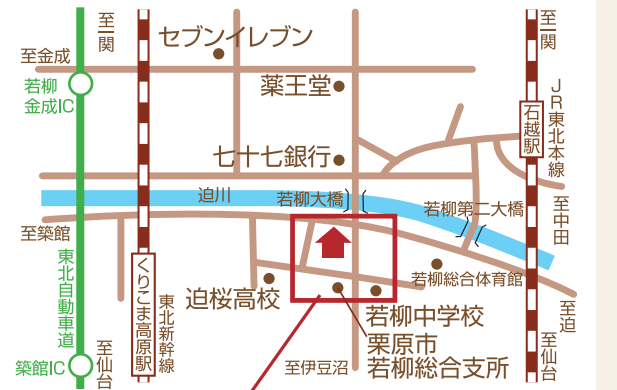 至一関
セブンイレブン
至一関
至金成
若柳
金成IC
薬王堂
JR東北本線
石越駅
七十七銀行
迫川
若柳大橋
若柳第二大橋
至中田
至築館
東北自動車道
くりこま高原駅
東北新幹線
迫桜高校
若柳総合体育館
至迫
若柳中学校
栗原市
若柳総合支所
築館IC
至仙台
至伊豆沼
至仙台